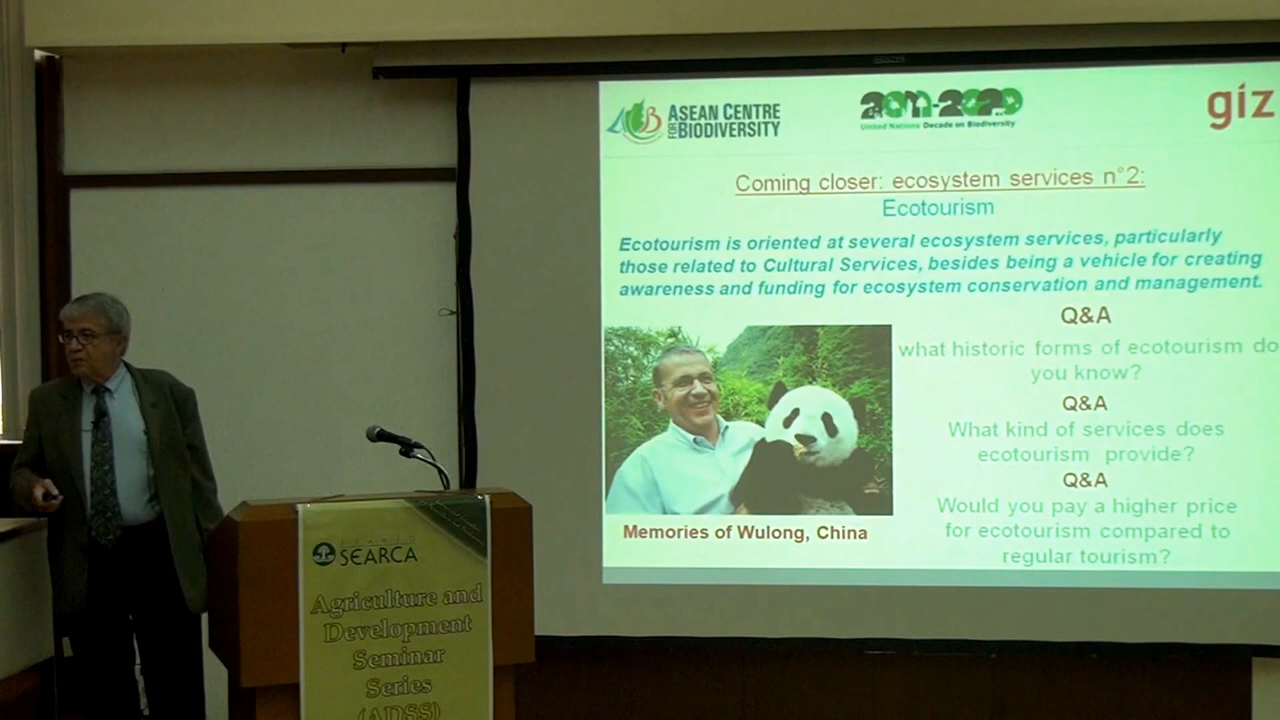 ASEAN CENTRE
FOR BIODIVERSITY
2011-2020
United Nations Decade on Biodiversity
giz
Coming closer: ecosystem services n°2:
Ecotourism
Ecotourism is oriented at several ecosystem services, particularly
those related to Cultural Services, besides being a vehicle for creating
awareness and funding for ecosystem conservation and management.
Q&A
what historic forms of ecotourism do
you know?
Q&A
What kind of services does
ecotourism provide?
Q&A
Would you pay a higher price
for ecotourism compared to
regular tourism?
Memories of Wulong, China
SEARCA
Agriculture and
Development
Seminar
Series
(ADSS)